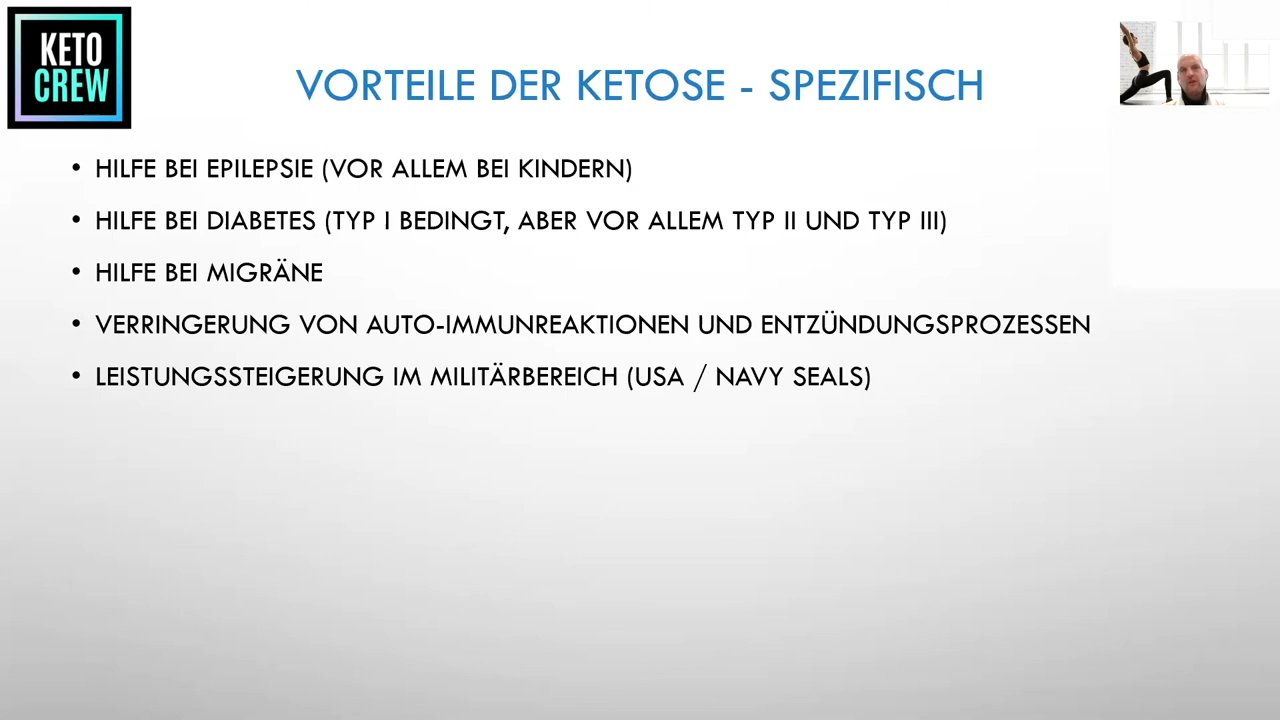 KETO
CREW
VORTEILE DER KETOSE - SPEZIFISCH
• HILFE BEI EPILEPSIE (VOR ALLEM BEI KINDERN)
• HILFE BEI DIABETES (TYP I BEDINGT, ABER VOR ALLEM TYP II UND TYP III)
• HILFE BEI MIGRÄNE
• VERRINGERUNG VON AUTO-IMMUNREAKTIONEN UND ENTZÜNDUNGSPROZESSEN
• LEISTUNGSSTEIGERUNG IM MILITÄRBEREICH (USA / NAVY SEALS)